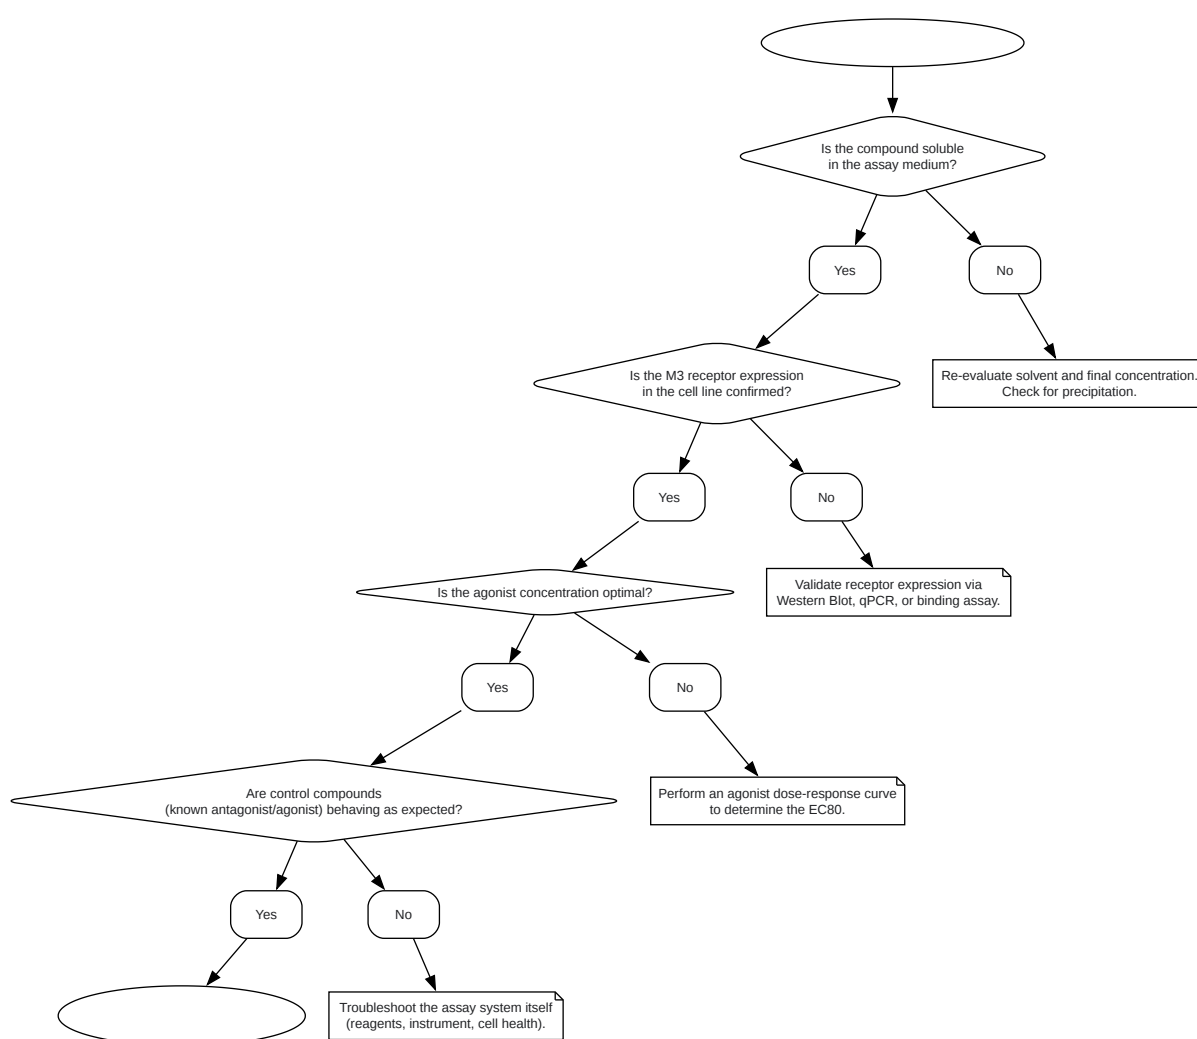 Is the compound soluble
in the assay medium?
Yes
No
Re-evaluate solvent and final concentration.
Check for precipitation.
Is the M3 receptor expression
in the cell line confirmed?
Yes
No
Validate receptor expression via
Western Blot, qPCR, or binding assay.
Is the agonist concentration optimal?
Yes
No
Perform an agonist dose-response curve
to determine the EC80.
Are control compounds
(known antagonist/agonist) behaving as expected?
Yes
No
Troubleshoot the assay system itself
(reagents, instrument, cell health).